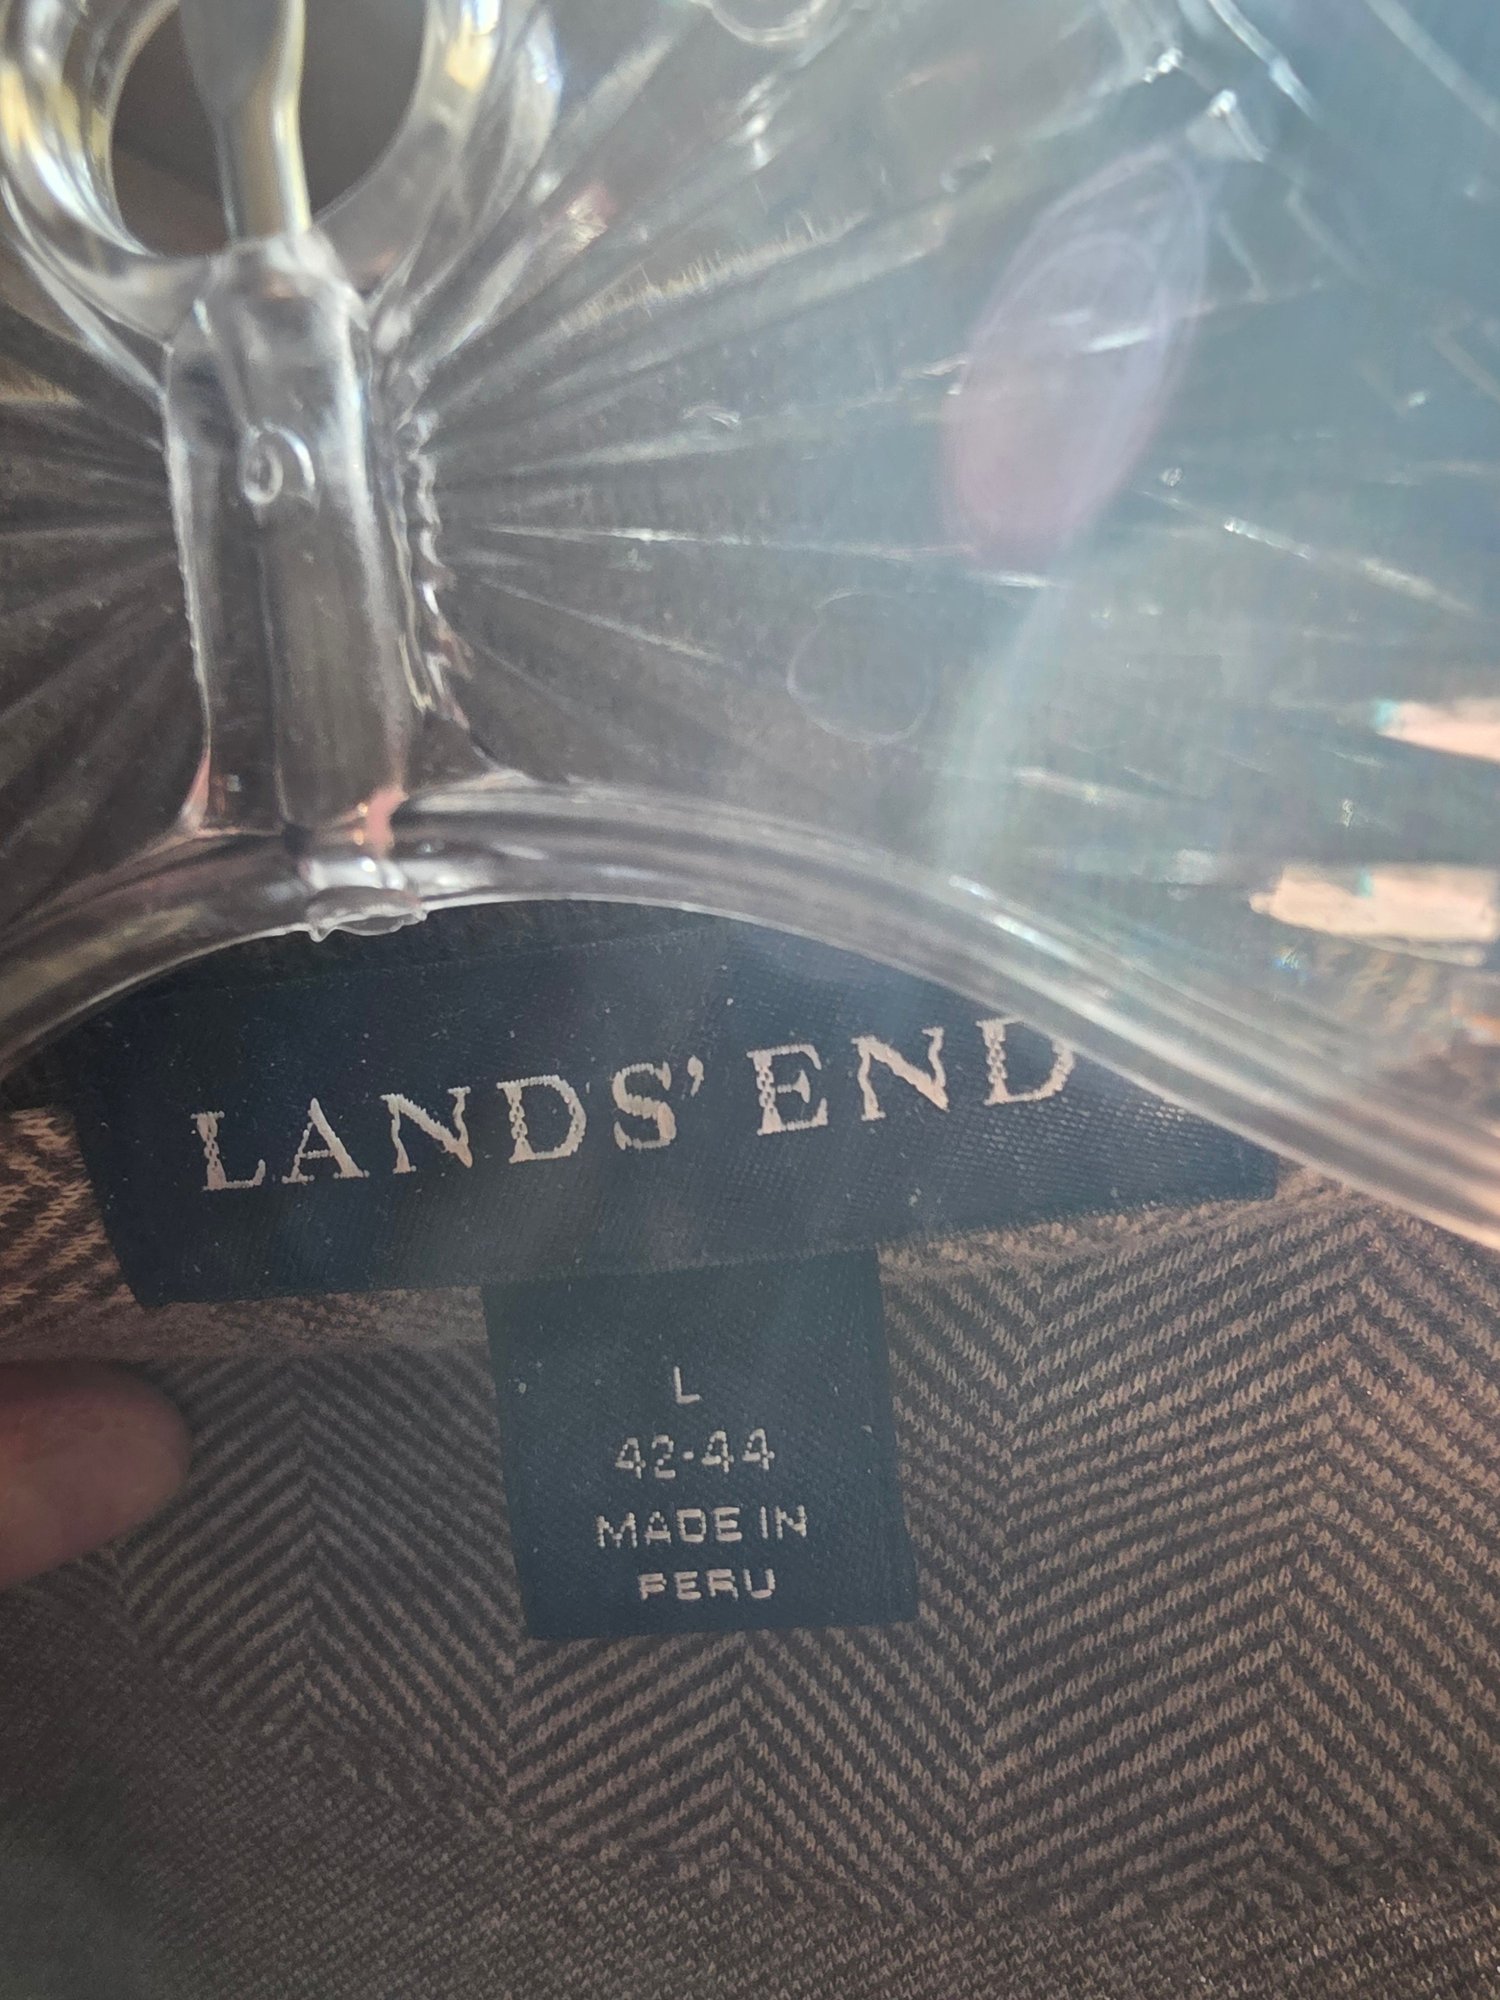 LANDS' END
L
42-44
MADE IN
PERU